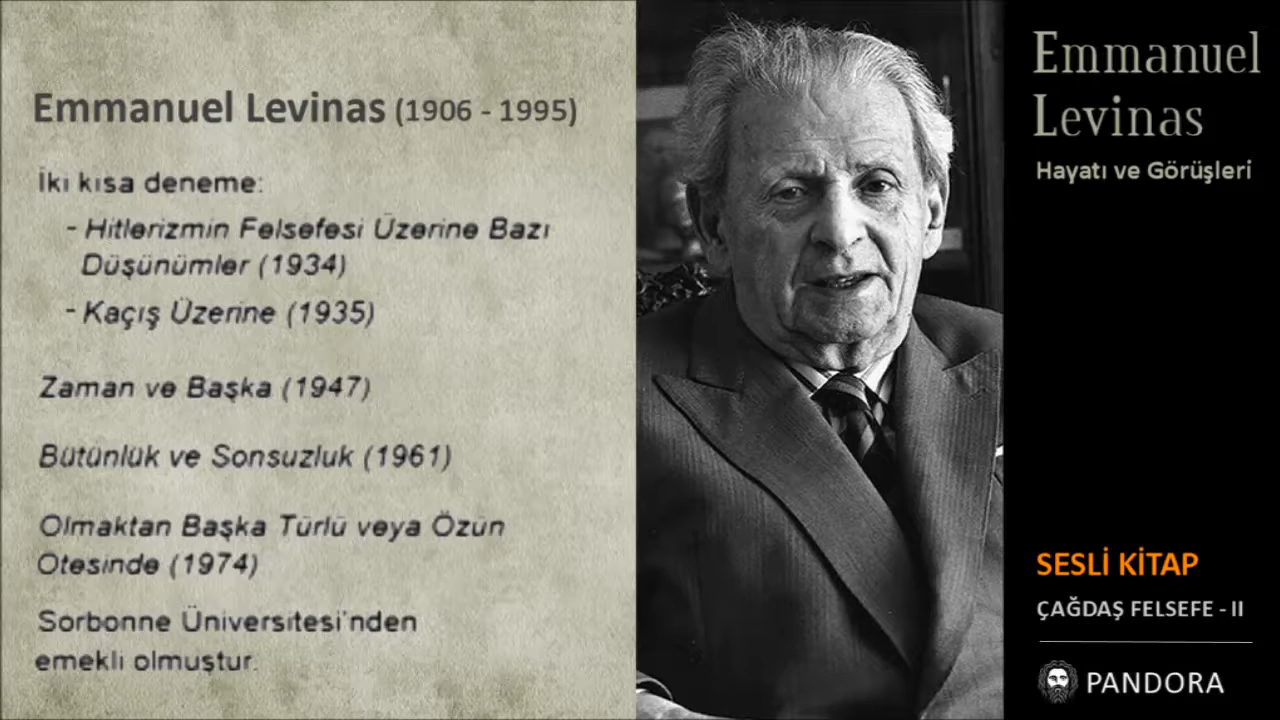 Emmanuel Levinas (1906 - 1995)
İki kısa deneme:
- Hitlerizmin Felsefesi Üzerine Bazı
Düşünümler (1934)
- Kaçış Üzerine (1935)
Zaman ve Başka (1947)
Bütünlük ve Sonsuzluk (1961)
Olmaktan Başka Türlü veya Özün
Ötesinde (1974)
Sorbonne Üniversitesi'nden
emekli olmuştur.
Emmanuel
Levinas
Hayatı ve Görüşleri
SESLİ KİTAP
ÇAĞDAŞ FELSEFE - II
PANDORA